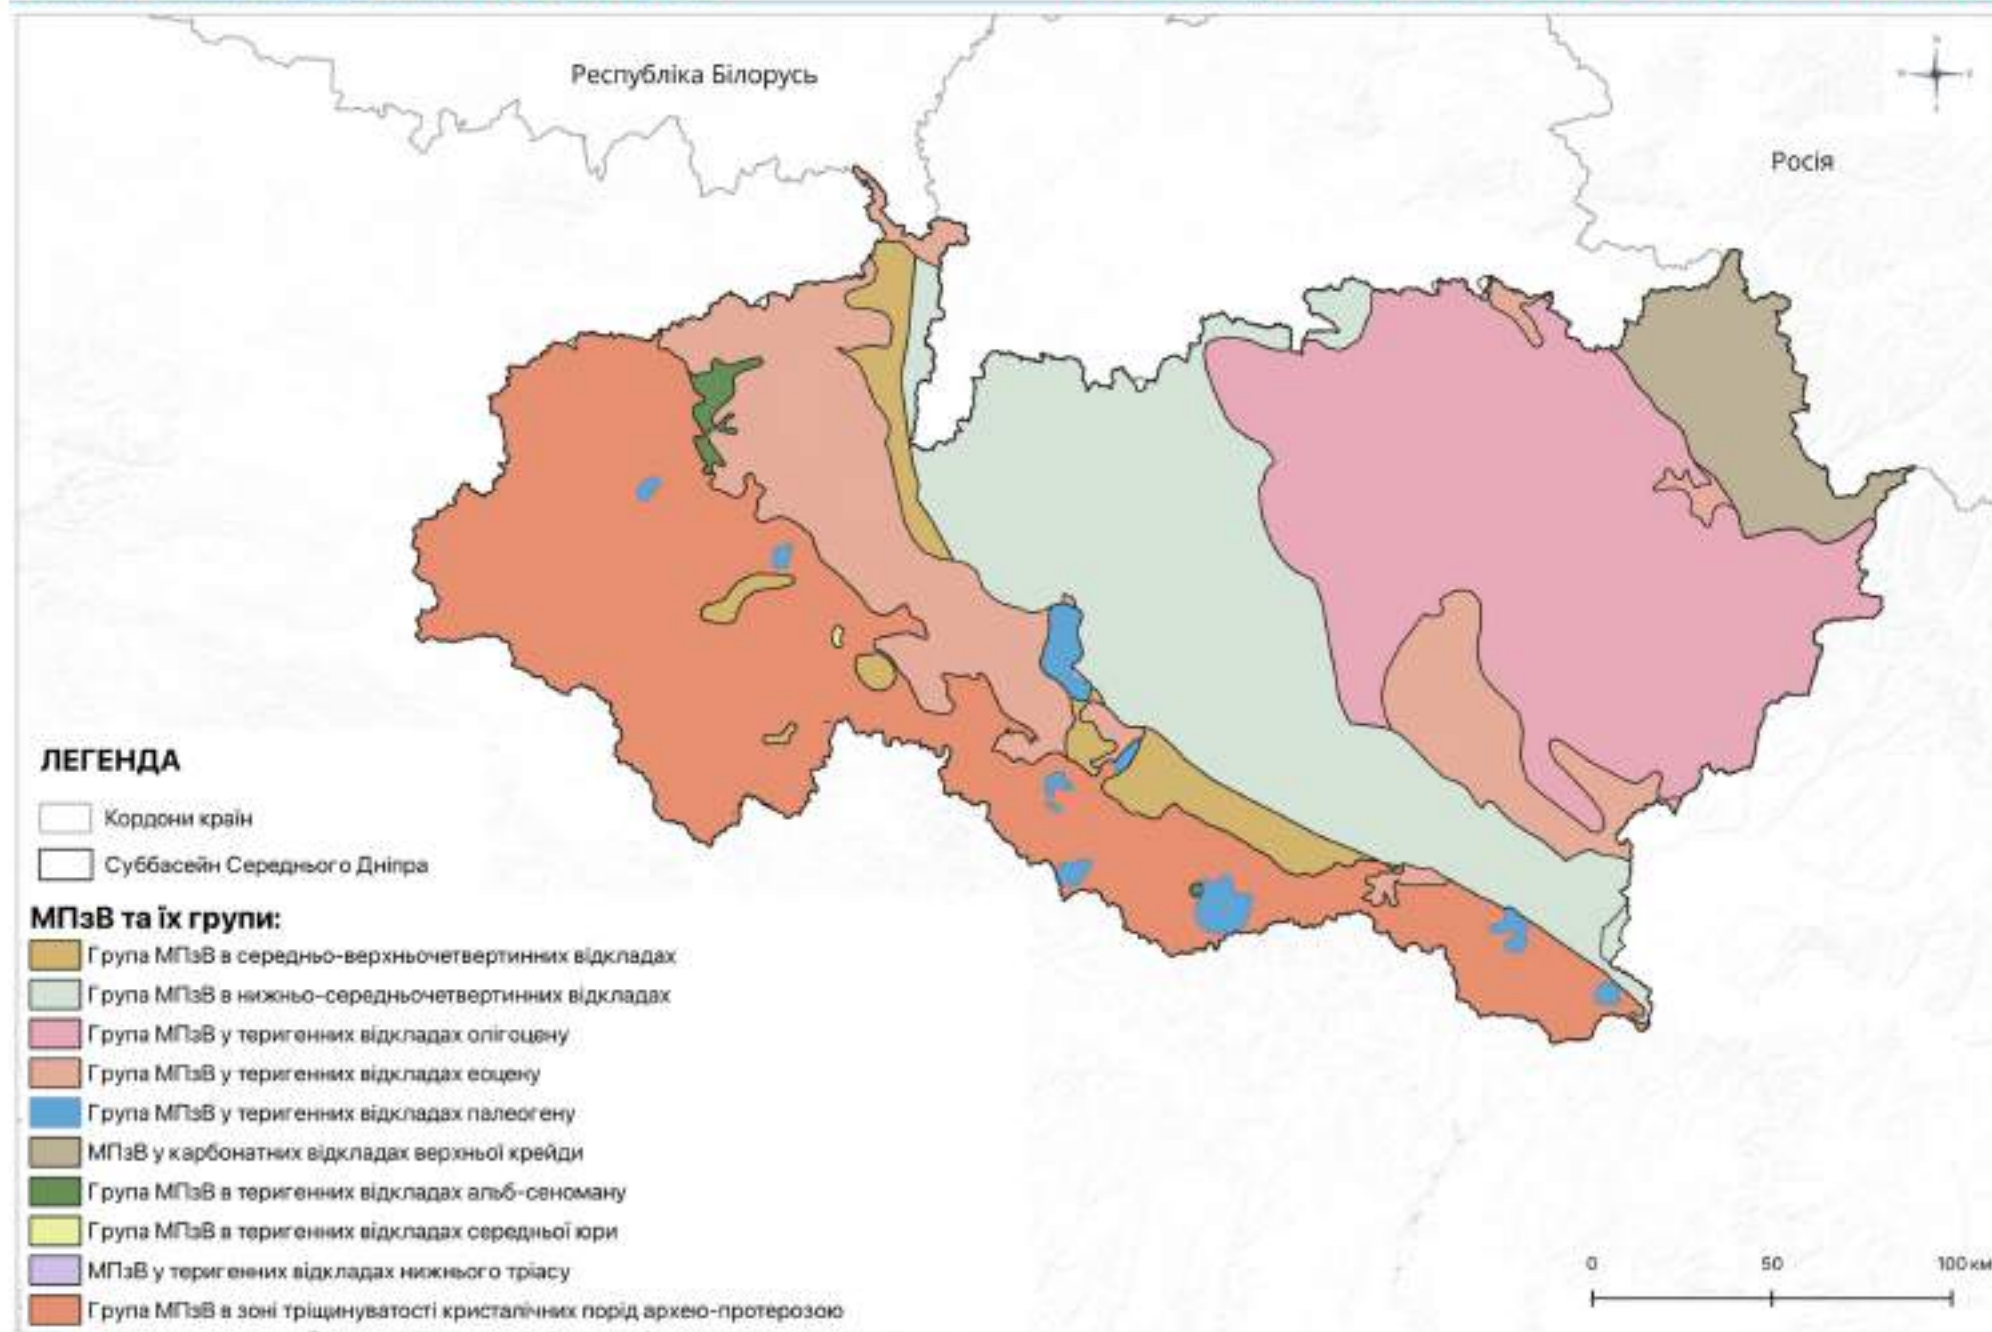 Республіка Білорусь
Росія
ЛЕГЕНДА
Кордони країн
Суббасейн Середнього Дніпра
МПзВ та їх групи:
Група МПзВ в середньо-верхньочетвертинних відкладах
Група МПзВ в нижньо-середньочетвертинних відкладах
Група МПзВ у теригенних відкладах олігоцену
Група МПзВ у теригенних відкладах еоцену
Група МПзВ у теригенних відкладах палеогену
МПзВ у карбонатних відкладах верхньої крейди
Група МПзВ в теригенних відкладах альб-сеноману
Група МПзВ в теригенних відкладах середньої юри
МПзВ у теригенних відкладах нижнього тріасу
Група МПзВ в зоні тріщинуватості кристалічних порід архею-протерозою
0 50 100 км